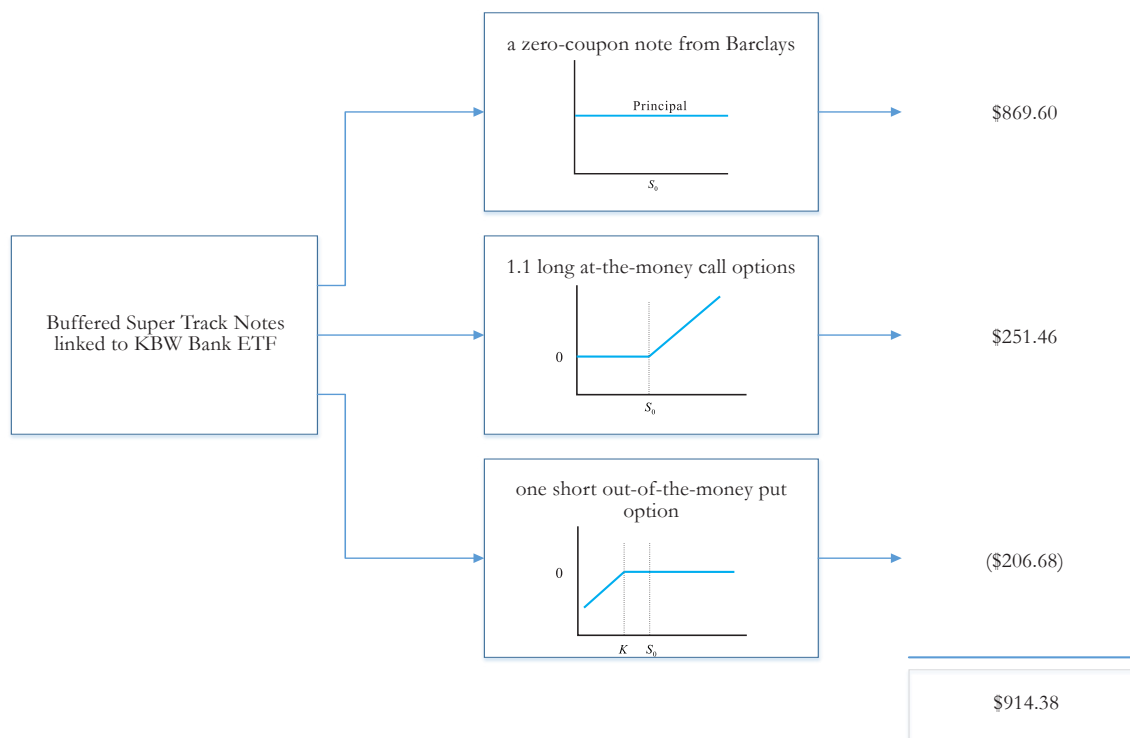 a zero-coupon note from Barclays
Principal
S₀
$869.60
Buffered Super Track Notes
linked to KBW Bank ETF
1.1 long at-the-money call options
0
S₀
$251.46
one short out-of-the-money put
option
0
K S₀
($206.68)
$914.38